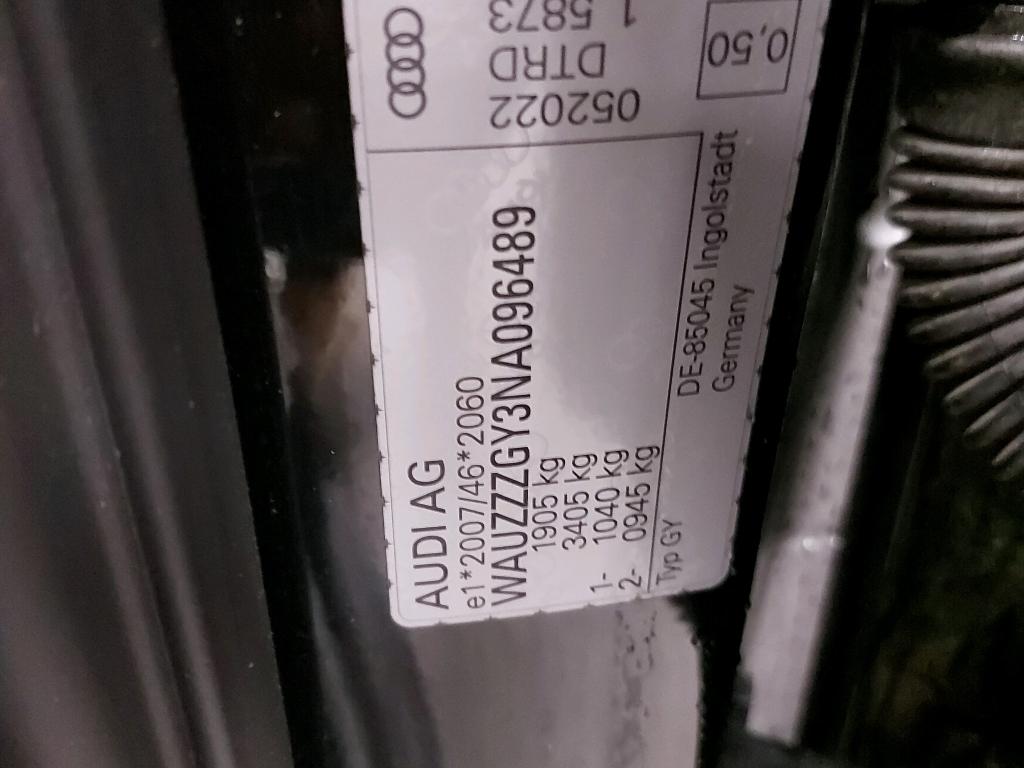 AUDI AG
e1*2007/46*2060
WAUZZZGY3NA096489
1905 kg
3405 kg
1- 1040 kg
2- 0945 kg
Typ GY
DE-85045 Ingolstadt
Germany
052022
DTRD
5873
1
0,50